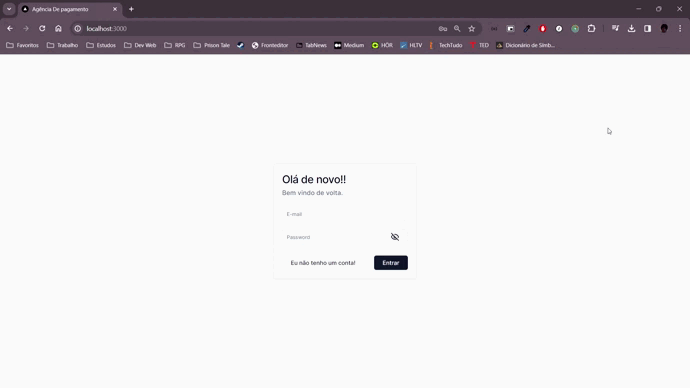 Agência De pagamento
localhost:3000
Favoritos Trabalho Estudos Dev Web RPG Prison Tale Fronteditor TabNews Medium HÖR HLTV TechTudo TED Dicionário de Símb...
Olá de novo!!
Bem vindo de volta.
E-mail
Password
Eu não tenho um conta! Entrar